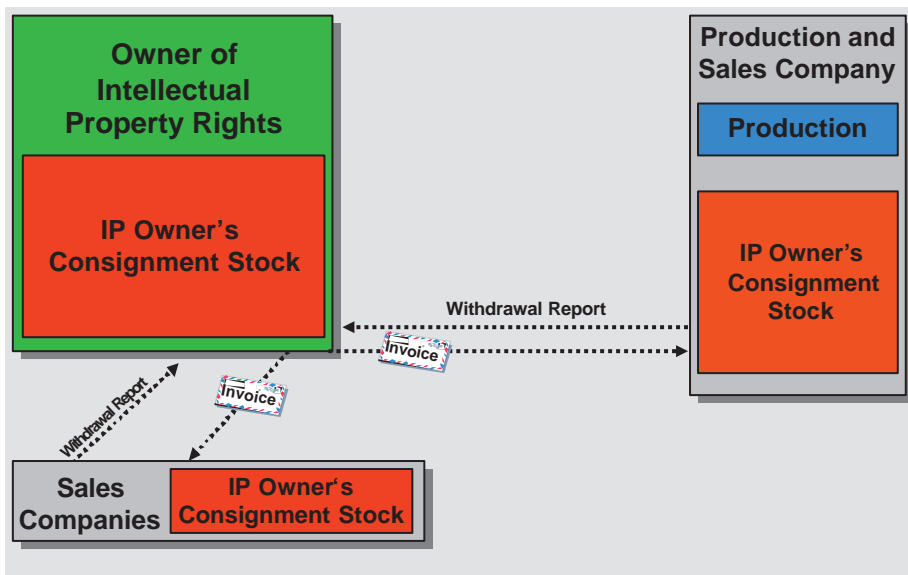 Owner of
Intellectual
Property Rights
IP Owner’s
Consignment Stock
Production and
Sales Company
Production
IP Owner’s
Consignment
Stock
Withdrawal Report
Invoice
Invoice
Withdrawal Report
Sales
Companies
IP Owner‘s
Consignment Stock